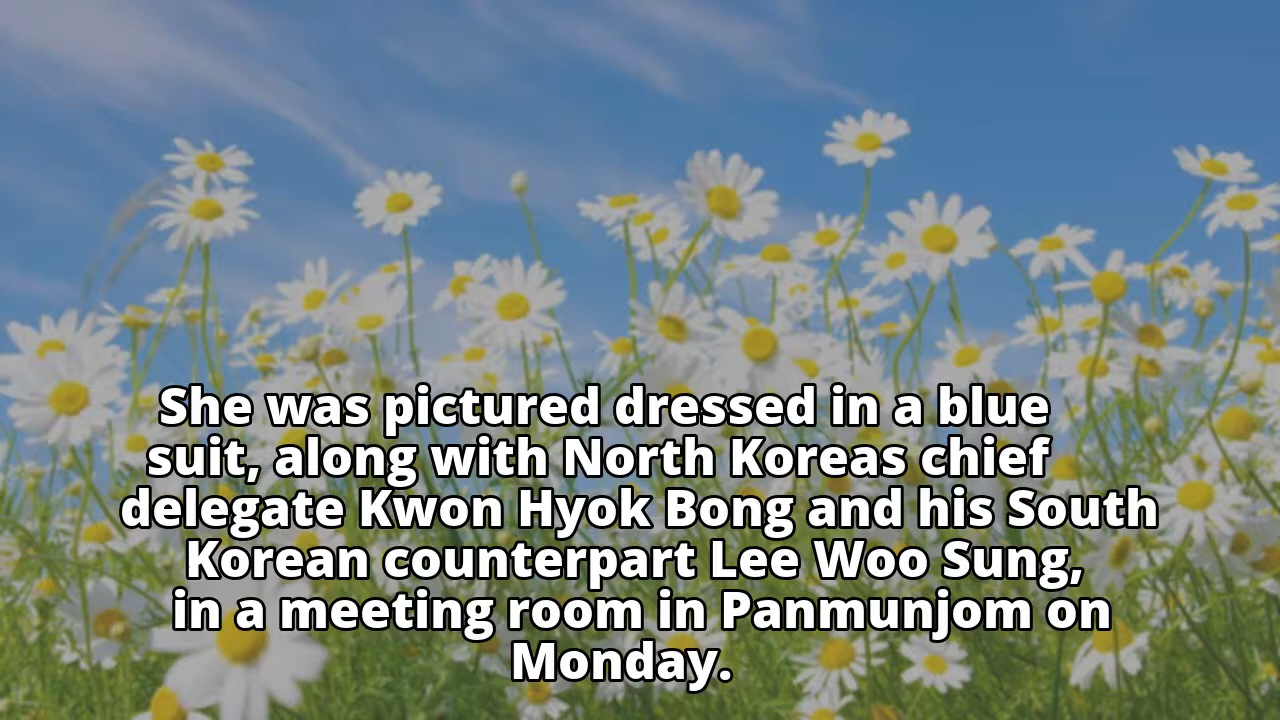 She was pictured dressed in a blue
suit, along with North Koreas chief
delegate Kwon Hyok Bong and his South
Korean counterpart Lee Woo Sung,
in a meeting room in Panmunjom on
Monday.